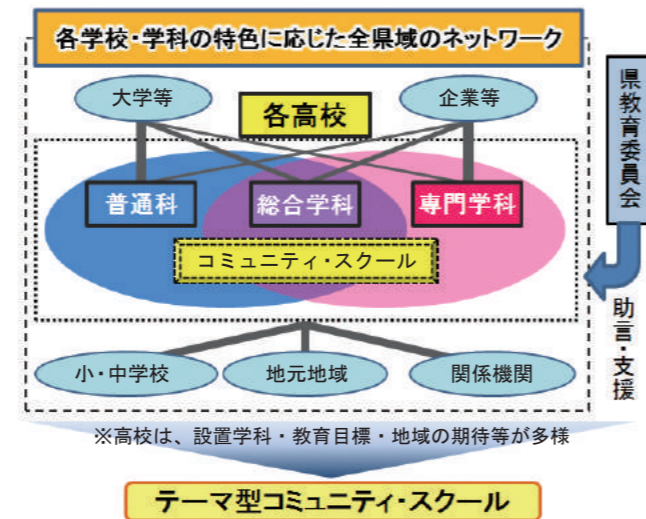 各学校・学科の特色に応じた全県域のネットワーク
大学等
企業等
各高校
普通科
総合学科
専門学科
コミュニティ・スクール
県教育委員会
助言・支援
小・中学校
地元地域
関係機関
※高校は、設置学科・教育目標・地域の期待等が多様
テーマ型コミュニティ・スクール